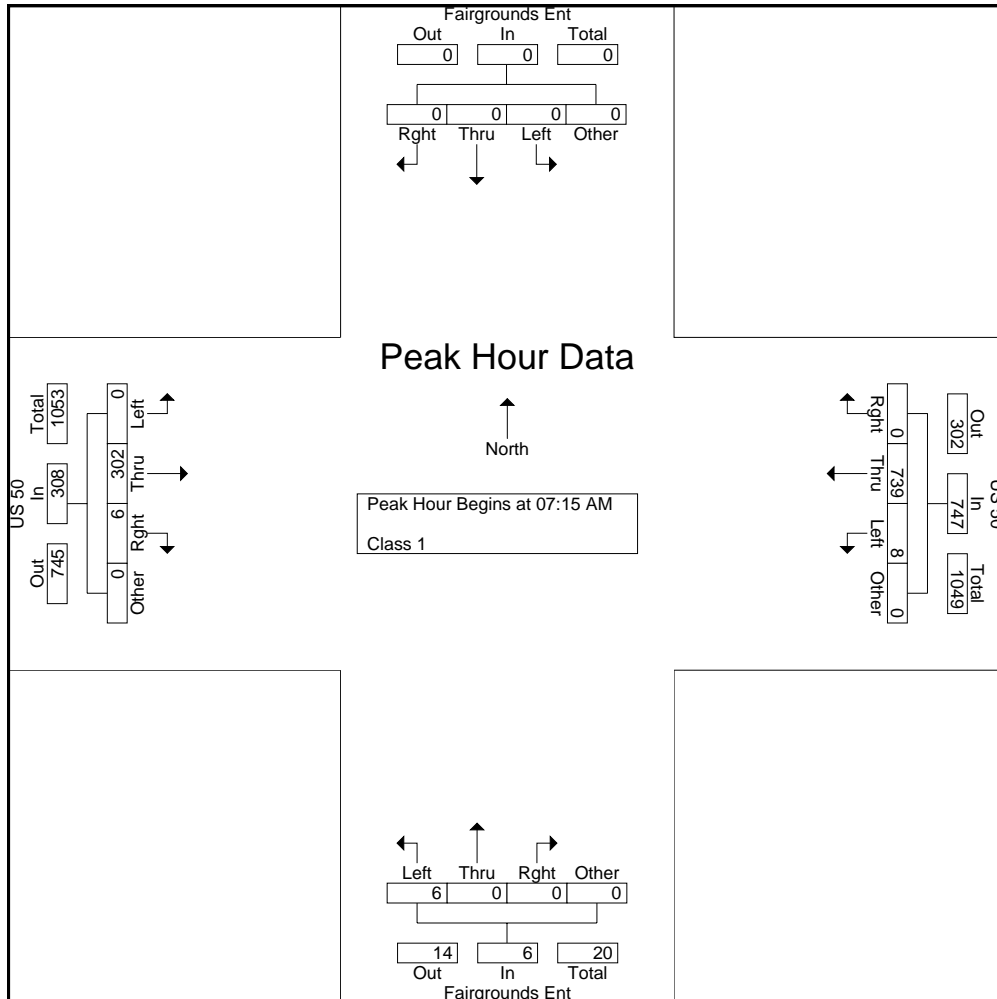 Fairgrounds Ent
Out In Total
0 0 0
0 0 0 0
Rght Thru Left Other
Peak Hour Data
North
Peak Hour Begins at 07:15 AM
Class 1
US 50
Out In Total
745 308 1053
Left Thru Rght Other
0 302 6 0
US 50
Out In Total
302 747 1049
Rght Thru Left Other
0 739 8 0
Left Thru Rght Other
6 0 0 0
14 6 20
Out In Total
Fairgrounds Ent